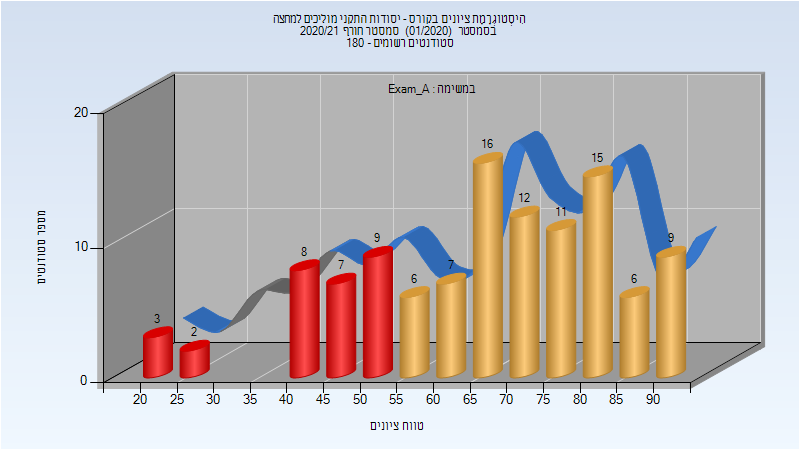 היסטוגרמת ציונים בקורס - יסודות התקני מוליכים למחצה
בסמסטר (01/2020) סמסטר חורף 2020/21
סטודנטים רשומים - 180
במשימה : Exam_A
מספר סטודנטים
20
10
0
3
2
8
7
9
6
7
16
12
11
15
6
9
20 25 30 35 40 45 50 55 60 65 70 75 80 85 90
טווח ציונים